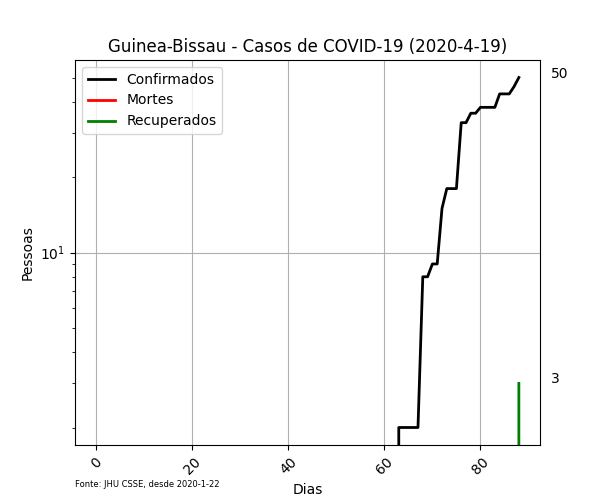 Guinea-Bissau - Casos de COVID-19 (2020-4-19)
Confirmados
Mortes
Recuperados
50
3
Pessoas
10¹
0
20
40
60
80
Dias
Fonte: JHU CSSE, desde 2020-1-22